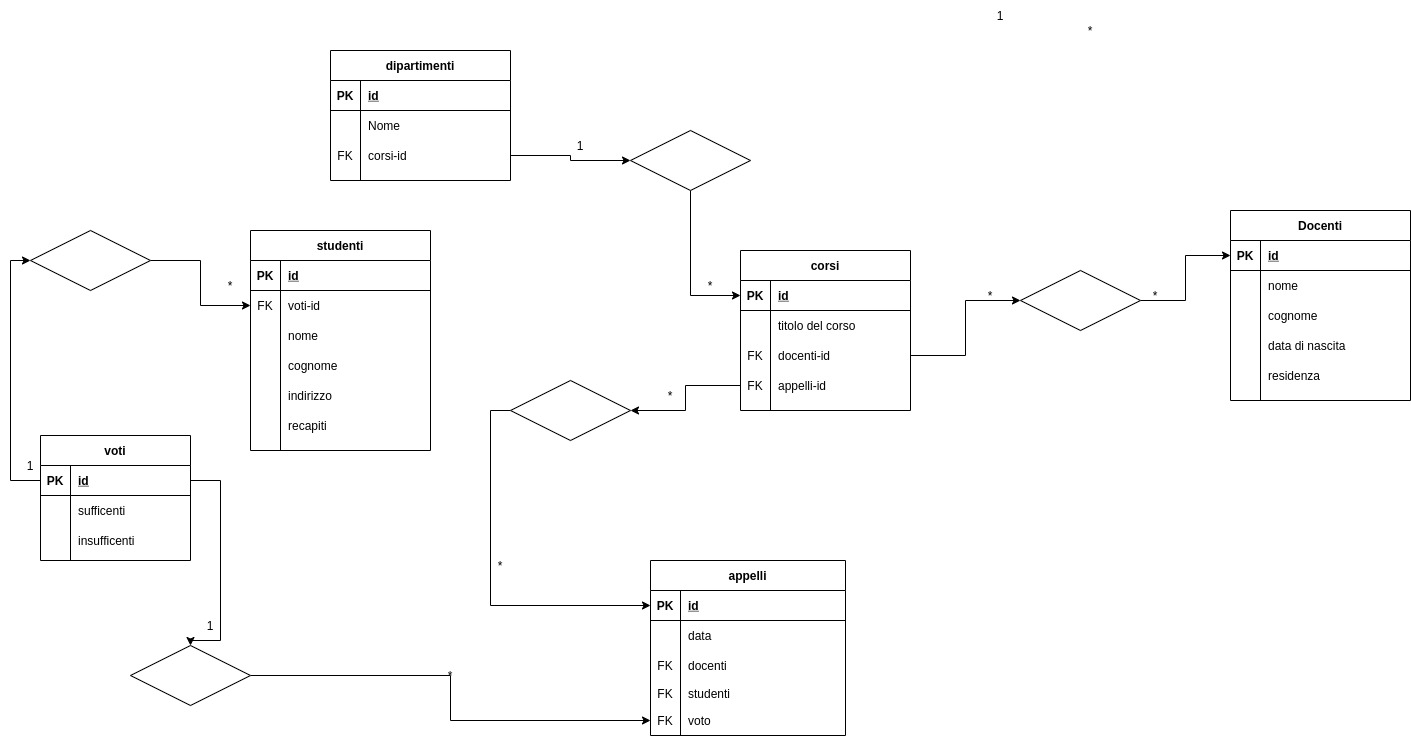 1
*
dipartimenti
PK id
Nome
FK corsi-id
1
*
studenti
PK id
FK voti-id
nome
cognome
indirizzo
recapiti
*
corsi
PK id
titolo del corso
FK docenti-id
FK appelli-id
*
*
Docenti
PK id
nome
cognome
data di nascita
residenza
*
*
1
voti
PK id
sufficenti
insufficenti
1
*
appelli
PK id
data
FK docenti
FK studenti
FK voto